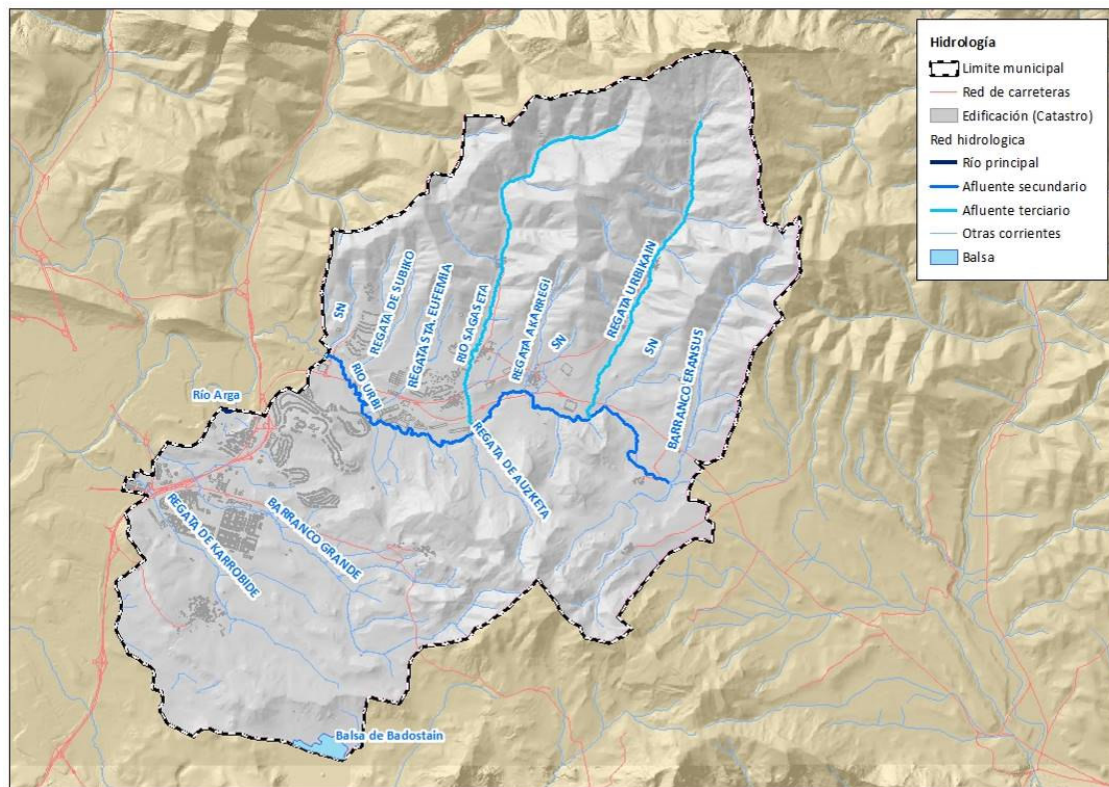 Hidrología
Limite municipal
Red de carreteras
Edificación (Catastro)
Red hidrologica
Río principal
Afluente secundario
Afluente terciario
Otras corrientes
Balsa
SN
REGATA DE SUBIKO
REGATA STA. EUFEMIA
RIO SAGASETA
REGATA AKARREGI
SN
REGATA URBIKAIN
SN
BARRANCO ERANSUS
RIO URBI
Río Arga
REGATA DE AUZKETA
REGATA DE KARROBIDE
BARRANCO GRANDE
Balsa de Badostain